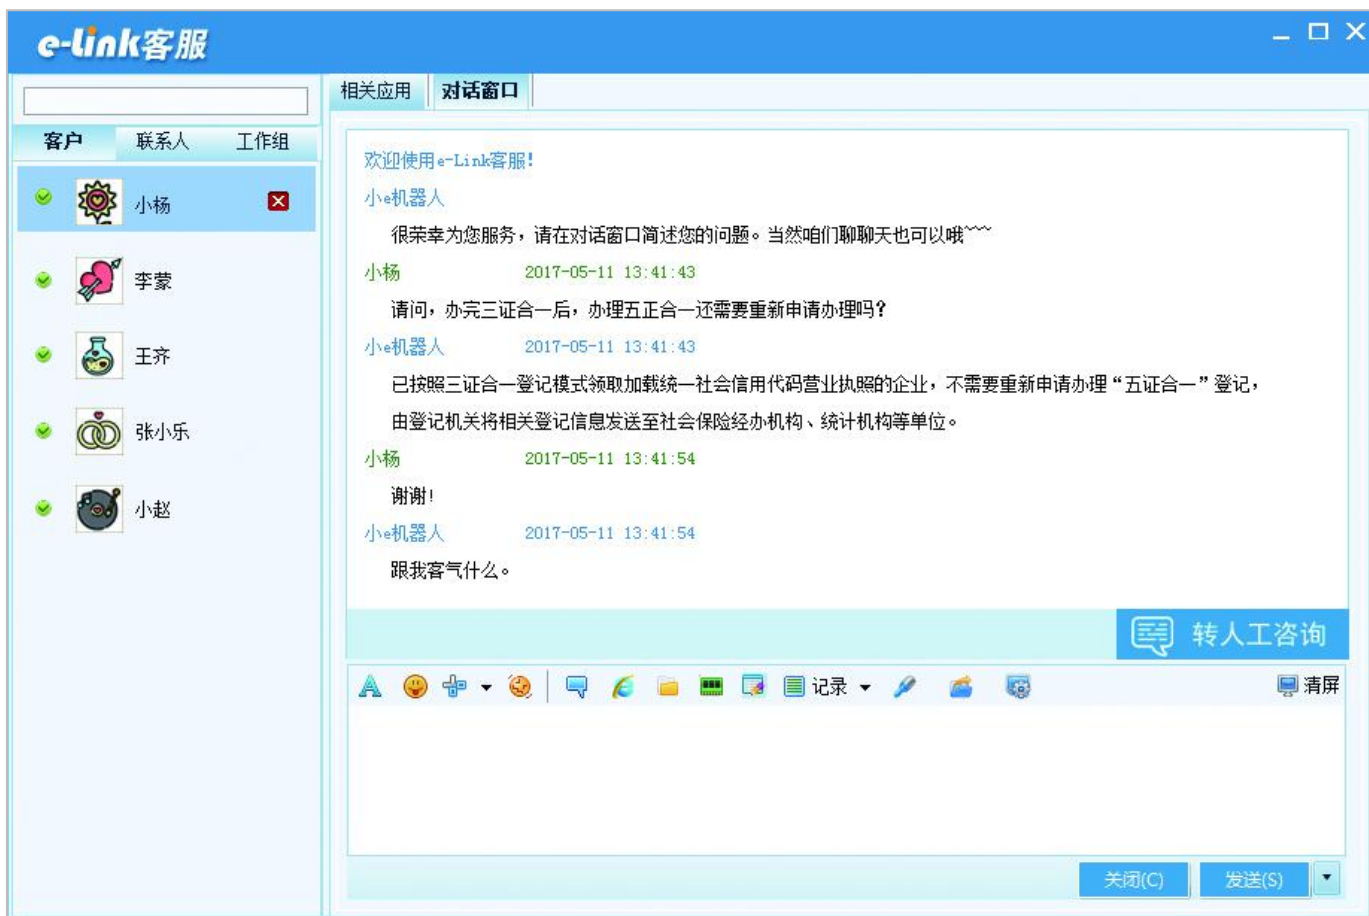 e-Link客服
相关应用 对话窗口
客户 联系人 工作组
小杨
李蒙
王齐
张小乐
小赵
欢迎使用e-Link客服!
小e机器人
很荣幸为您服务，请在对话窗口简述您的问题。当然咱们聊聊天也可以哦~~~
小杨 2017-05-11 13:41:43
请问，办完三证合一后，办理五正合一还需要重新申请办理吗?
小e机器人 2017-05-11 13:41:43
已按照三证合一登记模式领取加载统一社会信用代码营业执照的企业，不需要重新申请办理“五证合一”登记，
由登记机关将相关登记信息发送至社会保险经办机构、统计机构等单位。
小杨 2017-05-11 13:41:54
谢谢!
小e机器人 2017-05-11 13:41:54
跟我客气什么。
转人工咨询
记录 清屏
关闭(C) 发送(S)